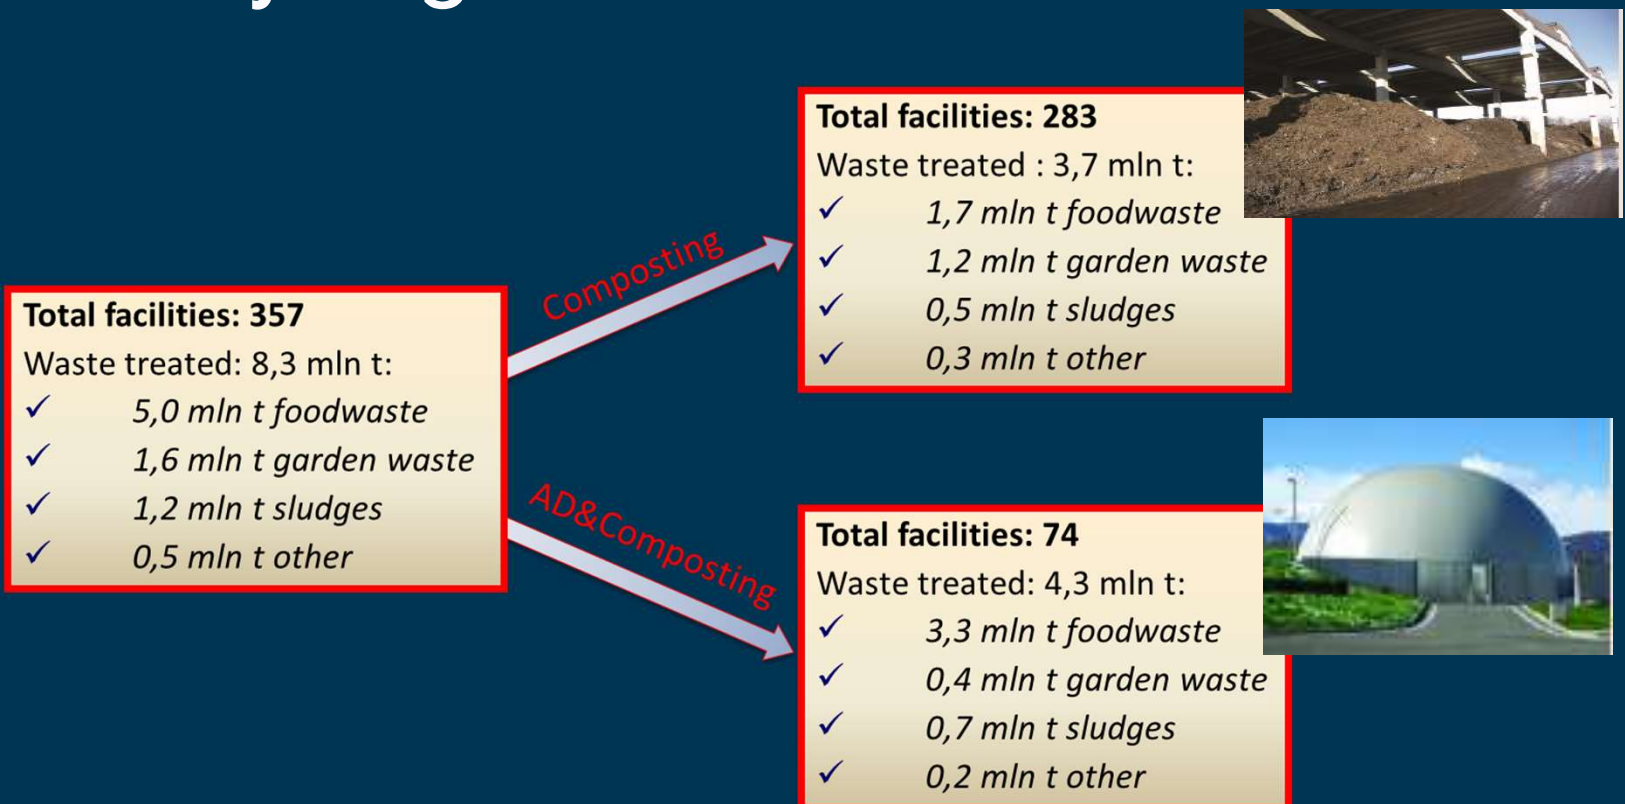 Total facilities: 357
Waste treated: 8,3 mln t:
✓ 5,0 mln t foodwaste
✓ 1,6 mln t garden waste
✓ 1,2 mln t sludges
✓ 0,5 mln t other
Composting
Total facilities: 283
Waste treated : 3,7 mln t:
✓ 1,7 mln t foodwaste
✓ 1,2 mln t garden waste
✓ 0,5 mln t sludges
✓ 0,3 mln t other
AD&Composting
Total facilities: 74
Waste treated: 4,3 mln t:
✓ 3,3 mln t foodwaste
✓ 0,4 mln t garden waste
✓ 0,7 mln t sludges
✓ 0,2 mln t other